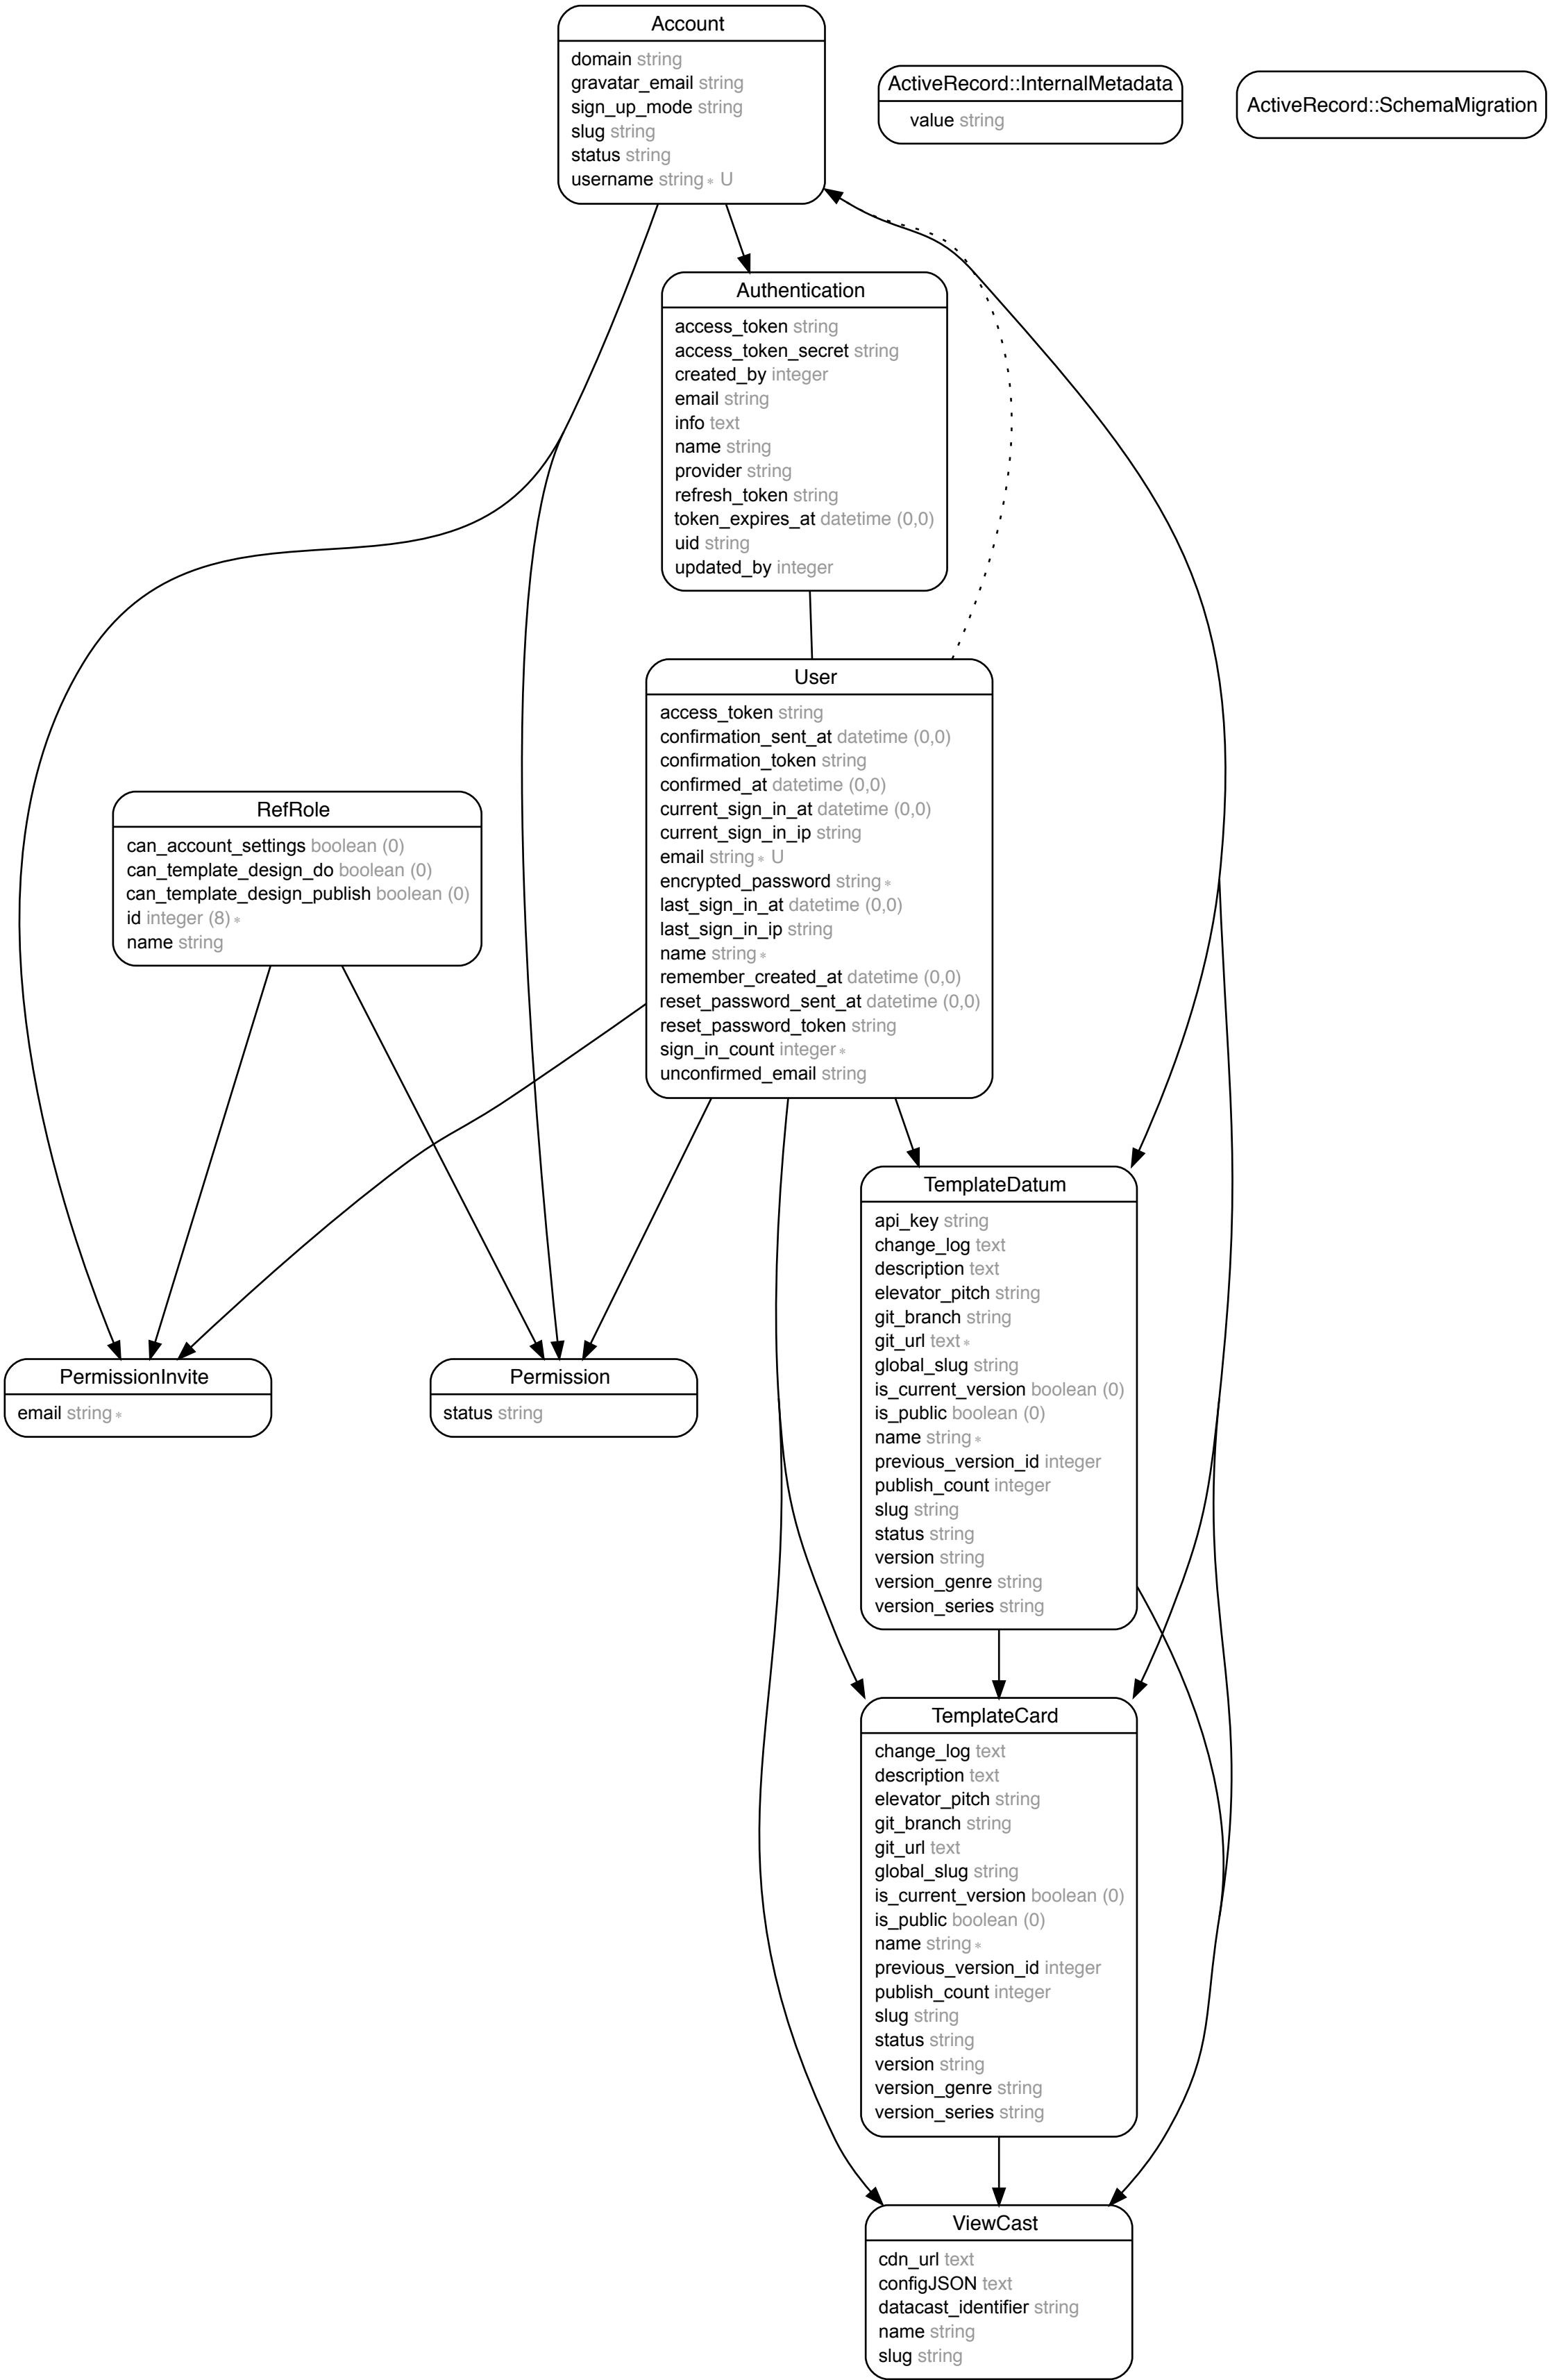 Account
domain string
gravatar_email string
sign_up_mode string
slug string
status string
username string* U
ActiveRecord::InternalMetadata
value string
ActiveRecord::SchemaMigration
Authentication
access_token string
access_token_secret string
created_by integer
email string
info text
name string
provider string
refresh_token string
token_expires_at datetime (0,0)
uid string
updated_by integer
User
access_token string
confirmation_sent_at datetime (0,0)
confirmation_token string
confirmed_at datetime (0,0)
current_sign_in_at datetime (0,0)
current_sign_in_ip string
email string* U
encrypted_password string*
last_sign_in_at datetime (0,0)
last_sign_in_ip string
name string*
remember_created_at datetime (0,0)
reset_password_sent_at datetime (0,0)
reset_password_token string
sign_in_count integer*
unconfirmed_email string
RefRole
can_account_settings boolean (0)
can_template_design_do boolean (0)
can_template_design_publish boolean (0)
id integer (8)*
name string
PermissionInvite
email string*
Permission
status string
TemplateDatum
api_key string
change_log text
description text
elevator_pitch string
git_branch string
git_url text*
global_slug string
is_current_version boolean (0)
is_public boolean (0)
name string*
previous_version_id integer
publish_count integer
slug string
status string
version string
version_genre string
version_series string
TemplateCard
change_log text
description text
elevator_pitch string
git_branch string
git_url text
global_slug string
is_current_version boolean (0)
is_public boolean (0)
name string*
previous_version_id integer
publish_count integer
slug string
status string
version string
version_genre string
version_series string
ViewCast
cdn_url text
configJSON text
datacast_identifier string
name string
slug string